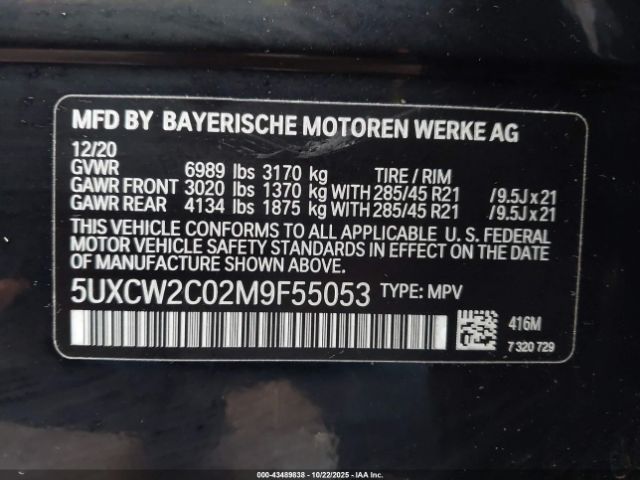 MFD BY BAYERISCHE MOTOREN WERKE AG
12/20
GVWR 6989 lbs 3170 kg TIRE / RIM
GAWR FRONT 3020 lbs 1370 kg WITH 285/45 R21 /9.5J x 21
GAWR REAR 4134 lbs 1875 kg WITH 285/45 R21 /9.5J x 21
THIS VEHICLE CONFORMS TO ALL APPLICABLE U. S. FEDERAL
MOTOR VEHICLE SAFETY STANDARDS IN EFFECT ON THE DATE
OF MANUFACTURE SHOWN ABOVE.
5UXCW2C02M9F55053 TYPE: MPV
416M
7 320 729
000-43489838 - 10/22/2025 - IAAI.COM